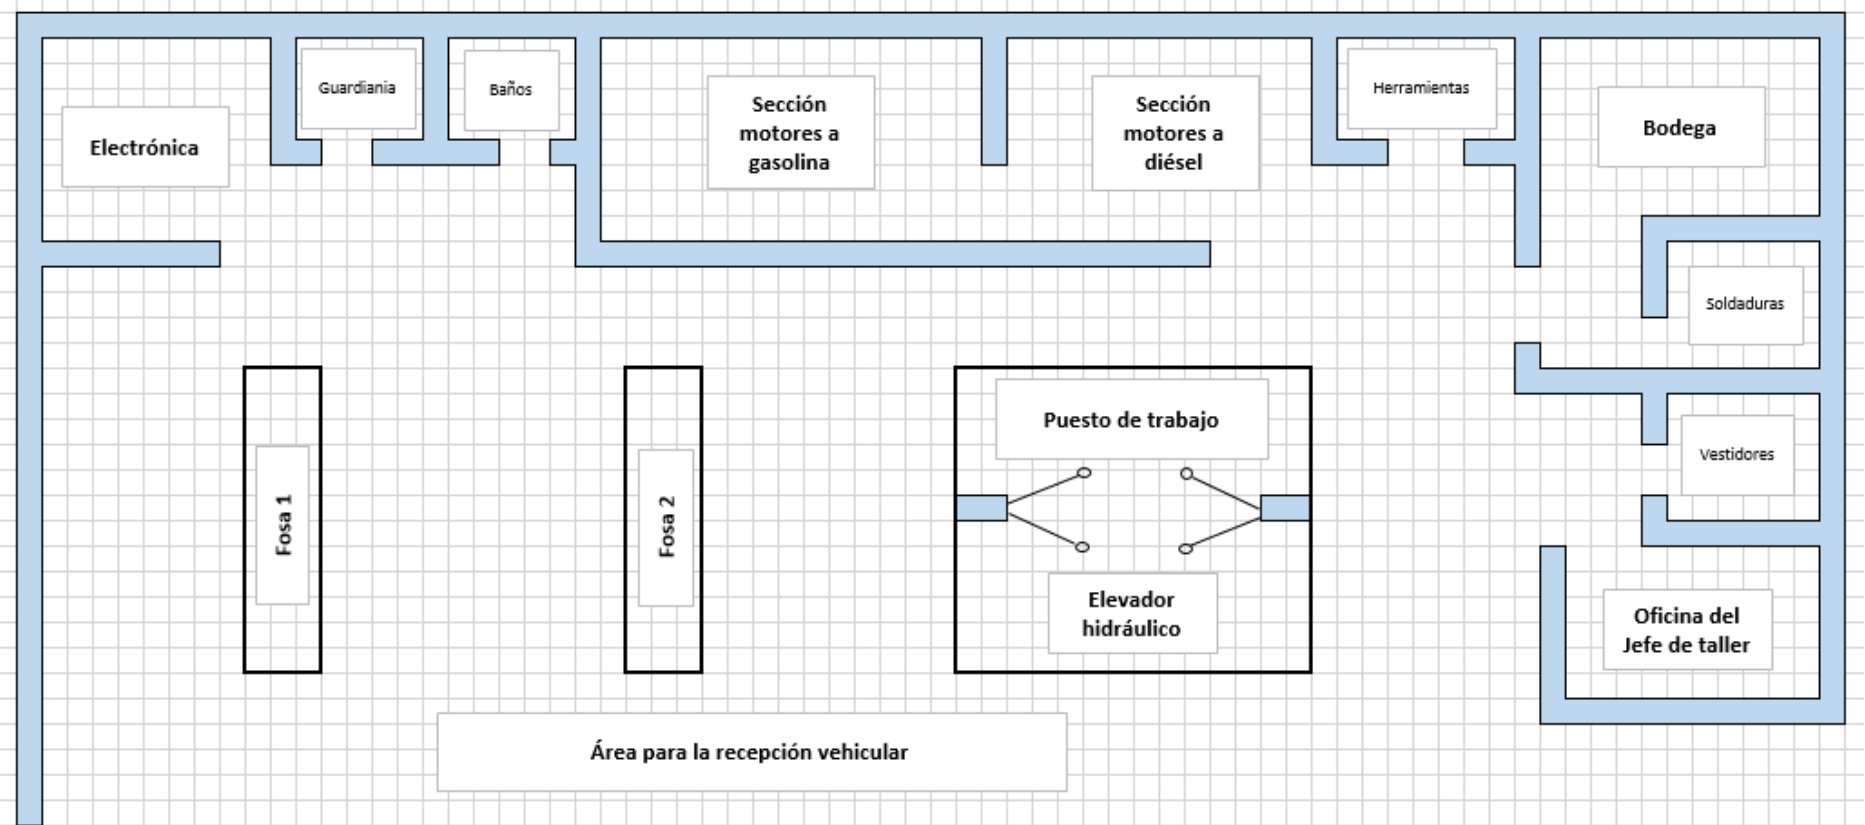 Guardiania
Baños
Electrónica
Sección
motores a
gasolina
Sección
motores a
diésel
Herramientas
Bodega
Soldaduras
Vestidores
Oficina del
Jefe de taller
Fosa 1
Fosa 2
Puesto de trabajo
Elevador
hidráulico
Área para la recepción vehicular